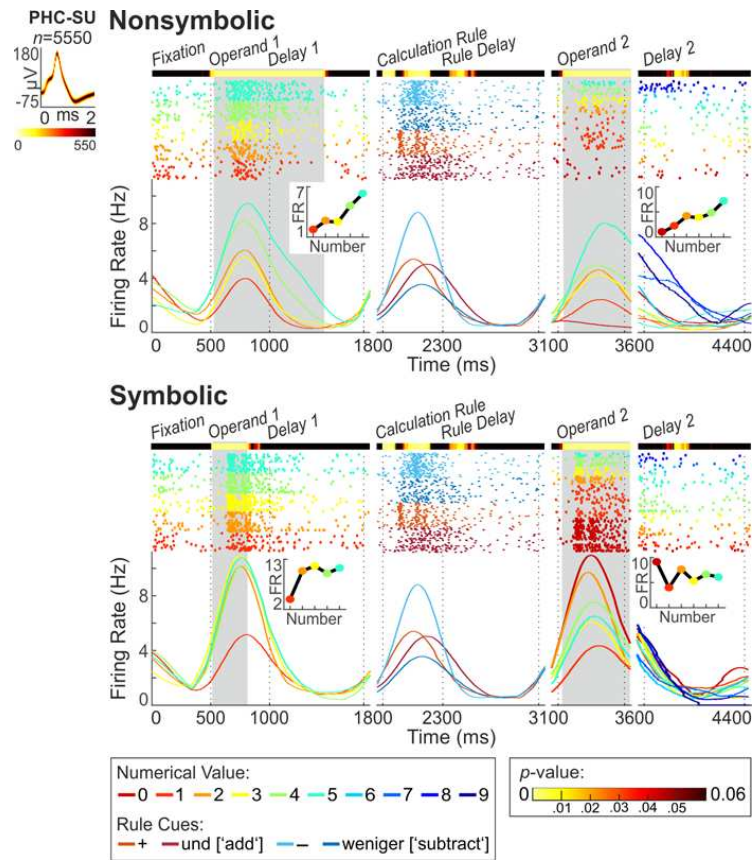 Nonsymbolic
PHC-SU
n=5550
180
µV
-75
0 ms 2
0 550
Fixation
Operand 1
Delay 1
Calculation Rule
Rule Delay
Operand 2
Delay 2
Firing Rate (Hz)
8
4
0
7
FR
1
Number
10
FR
0
Number
0 500 1000 1800 2300 3100 3600 4400
Time (ms) Time (ms)
Symbolic
Fixation
Operand 1
Delay 1
Calculation Rule
Rule Delay
Operand 2
Delay 2
Firing Rate (Hz)
8
4
0
13
FR
2
Number
10
FR
0
Number
0 500 1000 1800 2300 3100 3600 4400
Time (ms) Time (ms)
Numerical Value:
0 1 2 3 4 5 6 7 8 9
Rule Cues:
+ und ['add'] – weniger ['subtract']
p-value:
0 0.06
.01 .02 .03 .04 .05